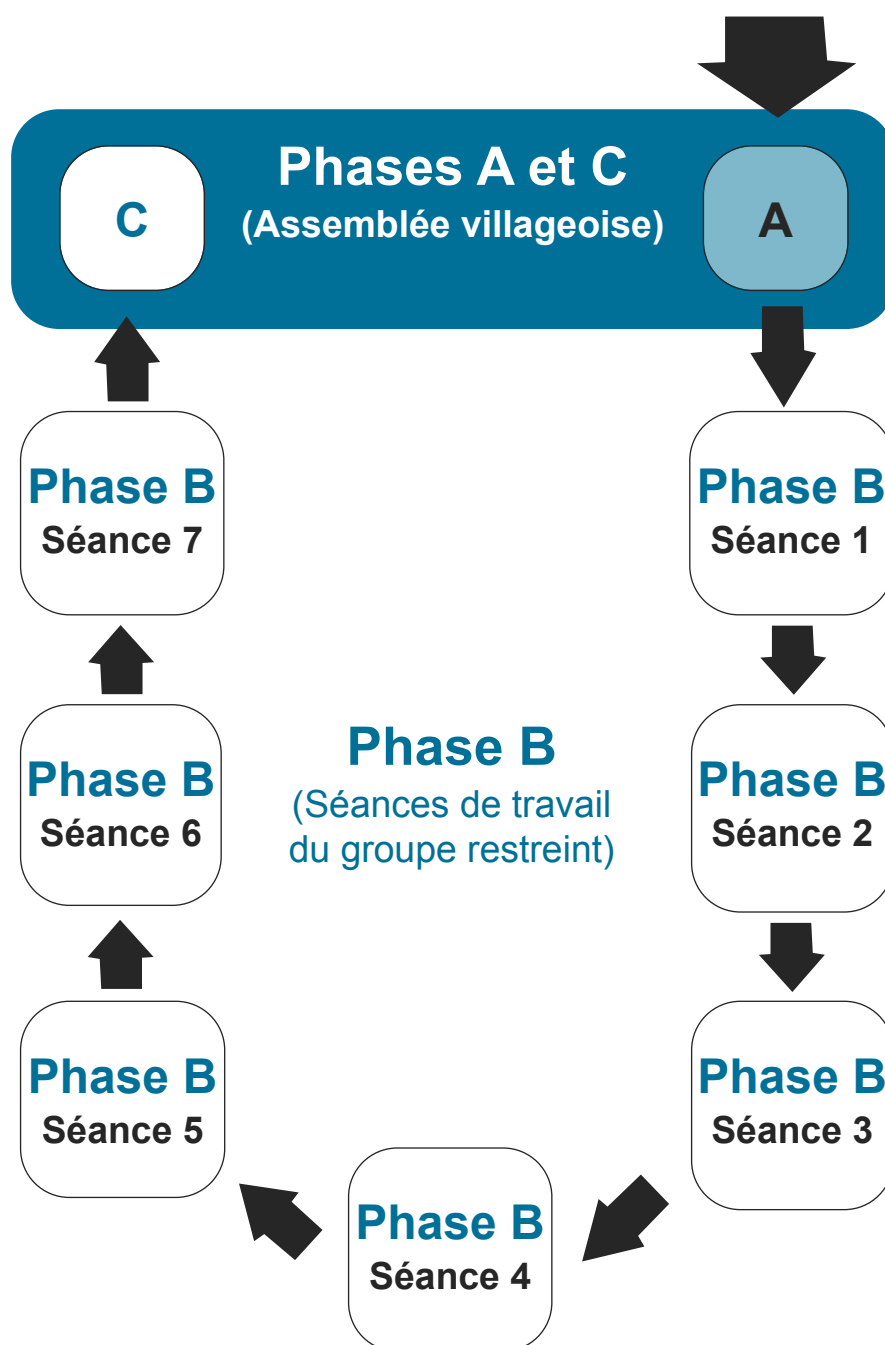 Phases A et C
(Assemblée villageoise)
C
A
Phase B
Séance 7
Phase B
Séance 1
Phase B
Séance 6
Phase B
(Séances de travail
du groupe restreint)
Phase B
Séance 2
Phase B
Séance 5
Phase B
Séance 3
Phase B
Séance 4